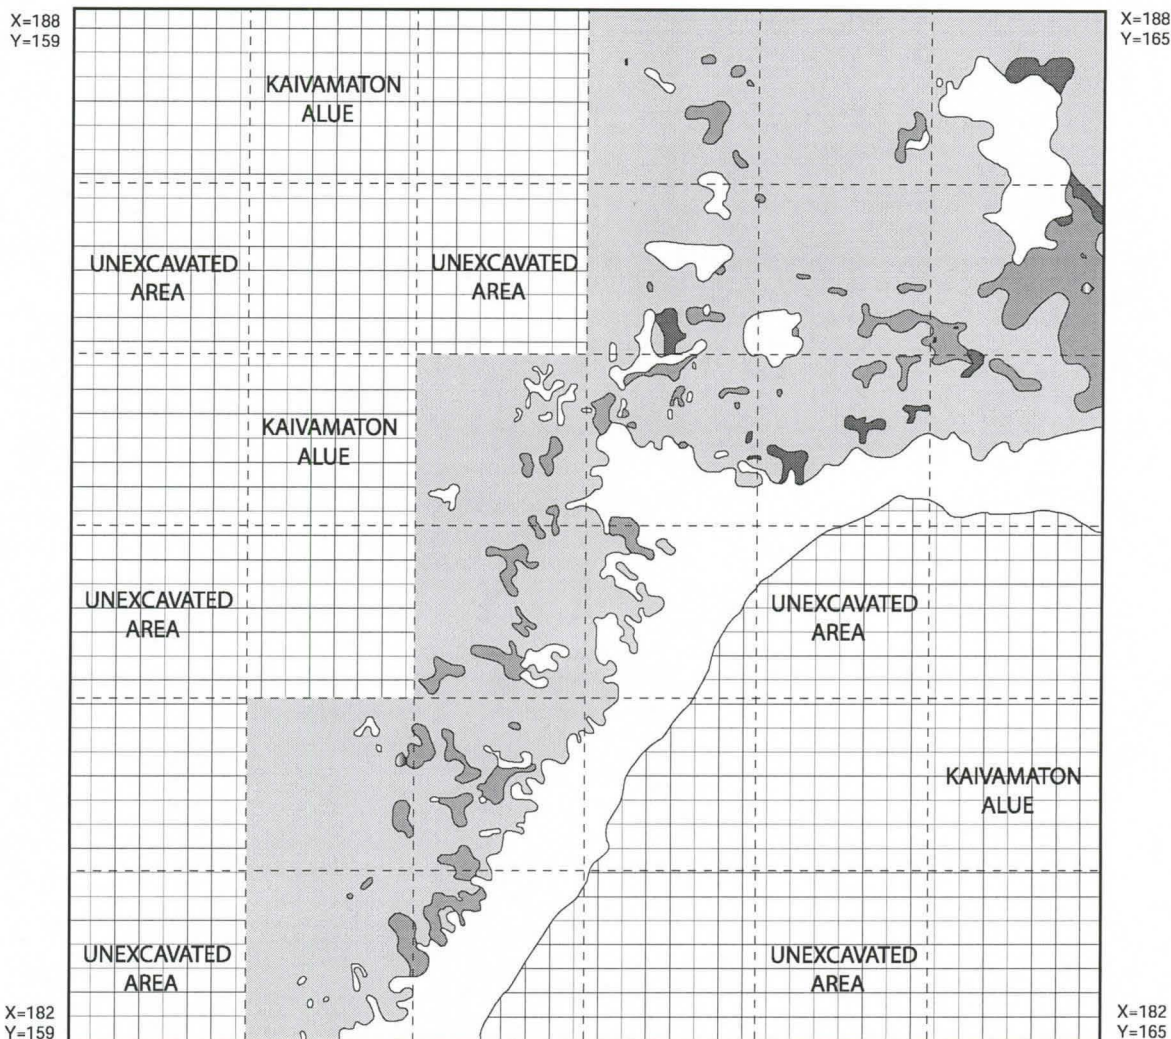 X=188
Y=159
X=188
Y=165
KAIVAMATON
ALUE
UNEXCAVATED
AREA
UNEXCAVATED
AREA
KAIVAMATON
ALUE
UNEXCAVATED
AREA
UNEXCAVATED
AREA
KAIVAMATON
ALUE
UNEXCAVATED
AREA
UNEXCAVATED
AREA
X=182
Y=159
X=182
Y=165